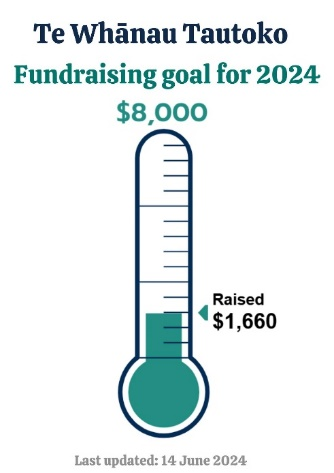 Te Whānau Tautoko
Fundraising goal for 2024
$8,000
Raised
$1,660
Last updated: 14 June 2024